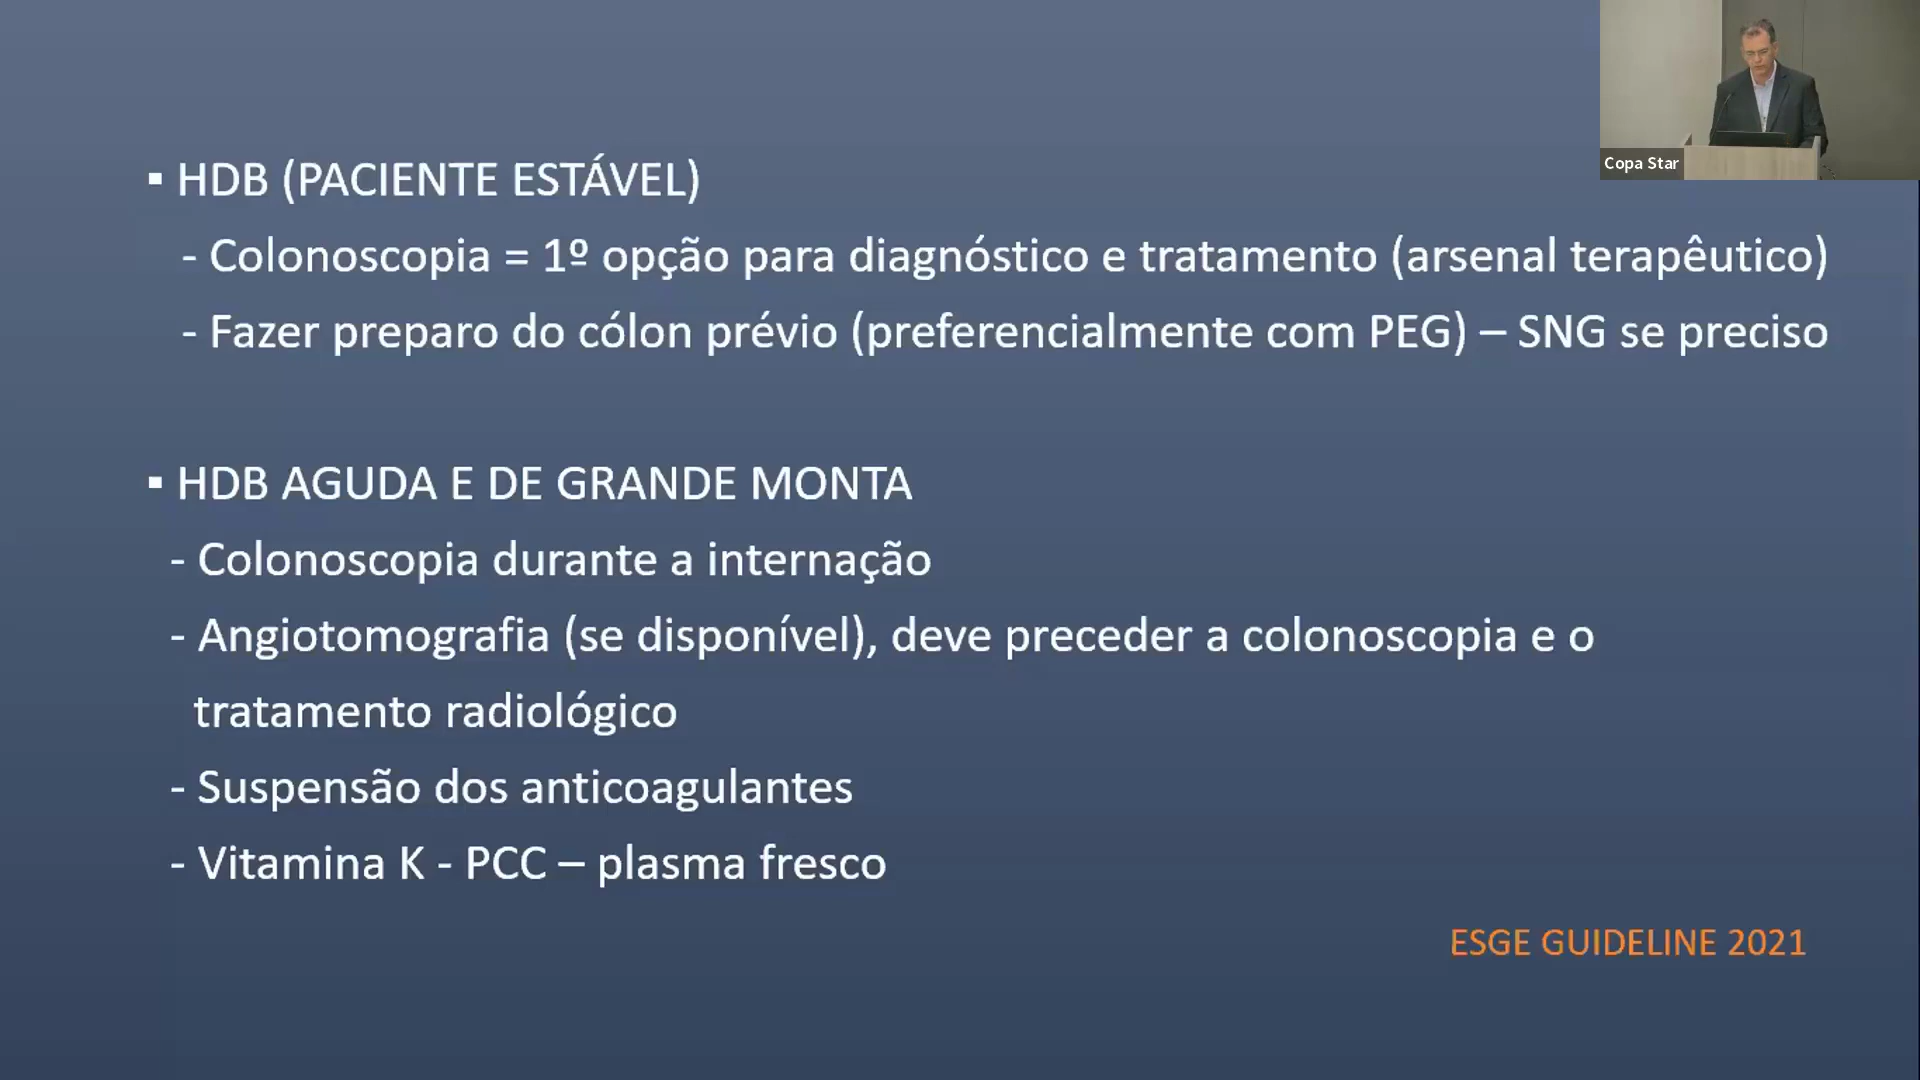 Copa Star
▪ HDB (PACIENTE ESTÁVEL)
- Colonoscopia = 1º opção para diagnóstico e tratamento (arsenal terapêutico)
- Fazer preparo do cólon prévio (preferencialmente com PEG) – SNG se preciso
▪ HDB AGUDA E DE GRANDE MONTA
- Colonoscopia durante a internação
- Angiotomografia (se disponível), deve preceder a colonoscopia e o
tratamento radiológico
- Suspensão dos anticoagulantes
- Vitamina K - PCC – plasma fresco
ESGE GUIDELINE 2021